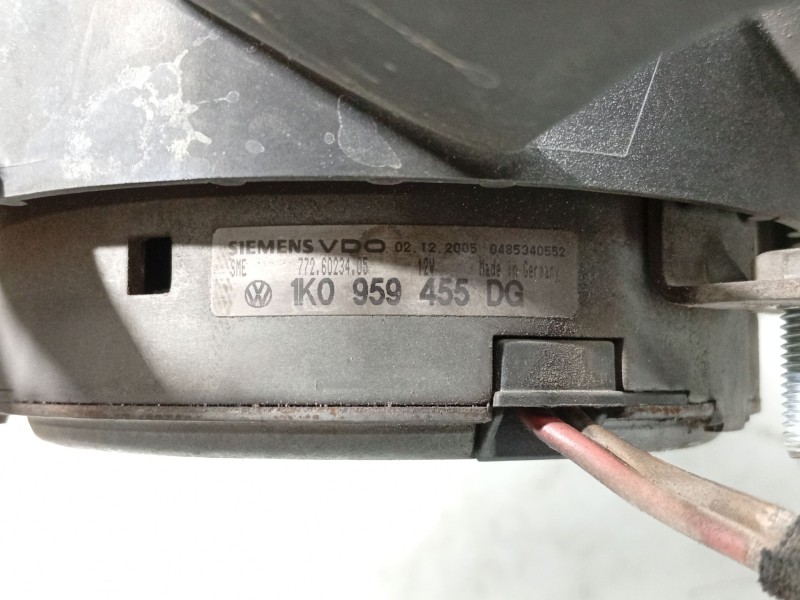 SIEMENS VDO 02.12.2005 0485340552
SME 772.60234.05 12V Made in Germany
1K0 959 455 DG